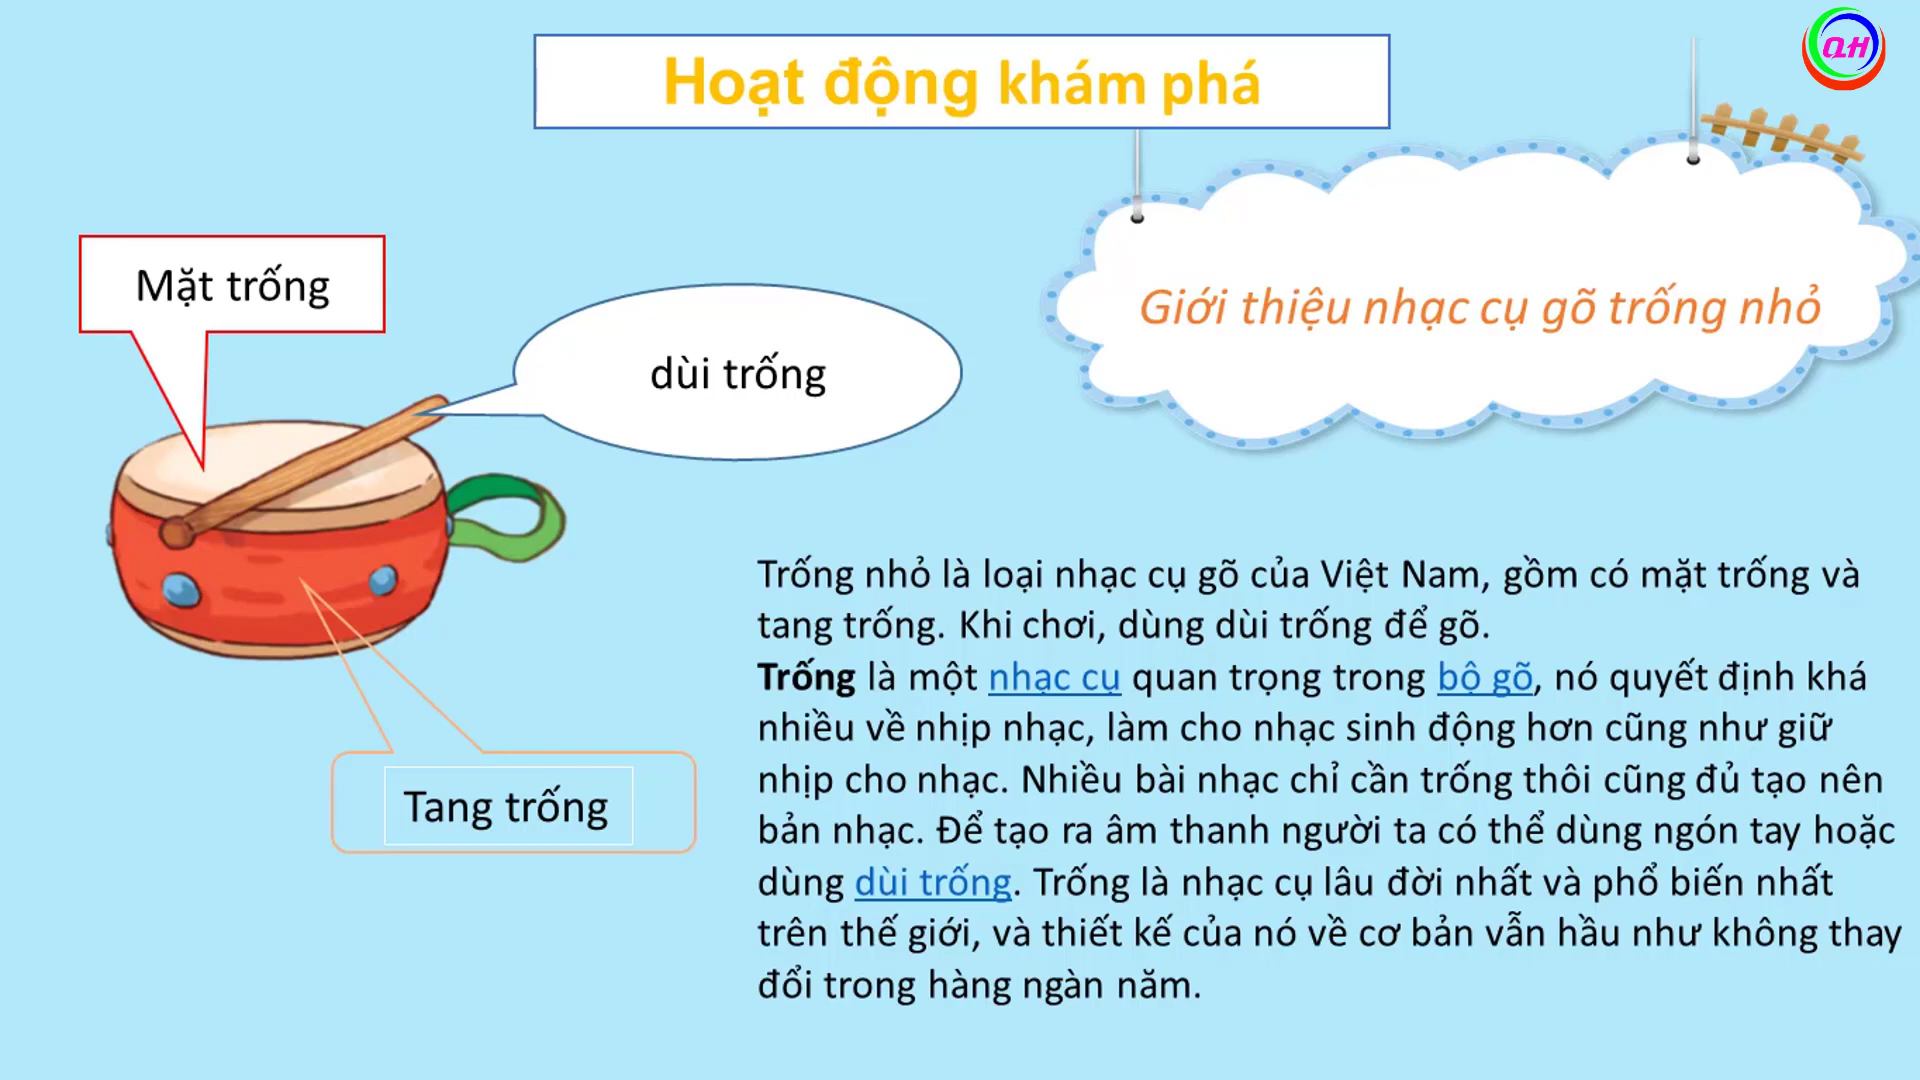 QH
Hoạt động khám phá
Mặt trống
dùi trống
Giới thiệu nhạc cụ gõ trống nhỏ
Tang trống
Trống nhỏ là loại nhạc cụ gõ của Việt Nam, gồm có mặt trống và
tang trống. Khi chơi, dùng dùi trống để gõ.
Trống là một nhạc cụ quan trọng trong bộ gõ, nó quyết định khá
nhiều về nhịp nhạc, làm cho nhạc sinh động hơn cũng như giữ
nhịp cho nhạc. Nhiều bài nhạc chỉ cần trống thôi cũng đủ tạo nên
bản nhạc. Để tạo ra âm thanh người ta có thể dùng ngón tay hoặc
dùng dùi trống. Trống là nhạc cụ lâu đời nhất và phổ biến nhất
trên thế giới, và thiết kế của nó về cơ bản vẫn hầu như không thay
đổi trong hàng ngàn năm.